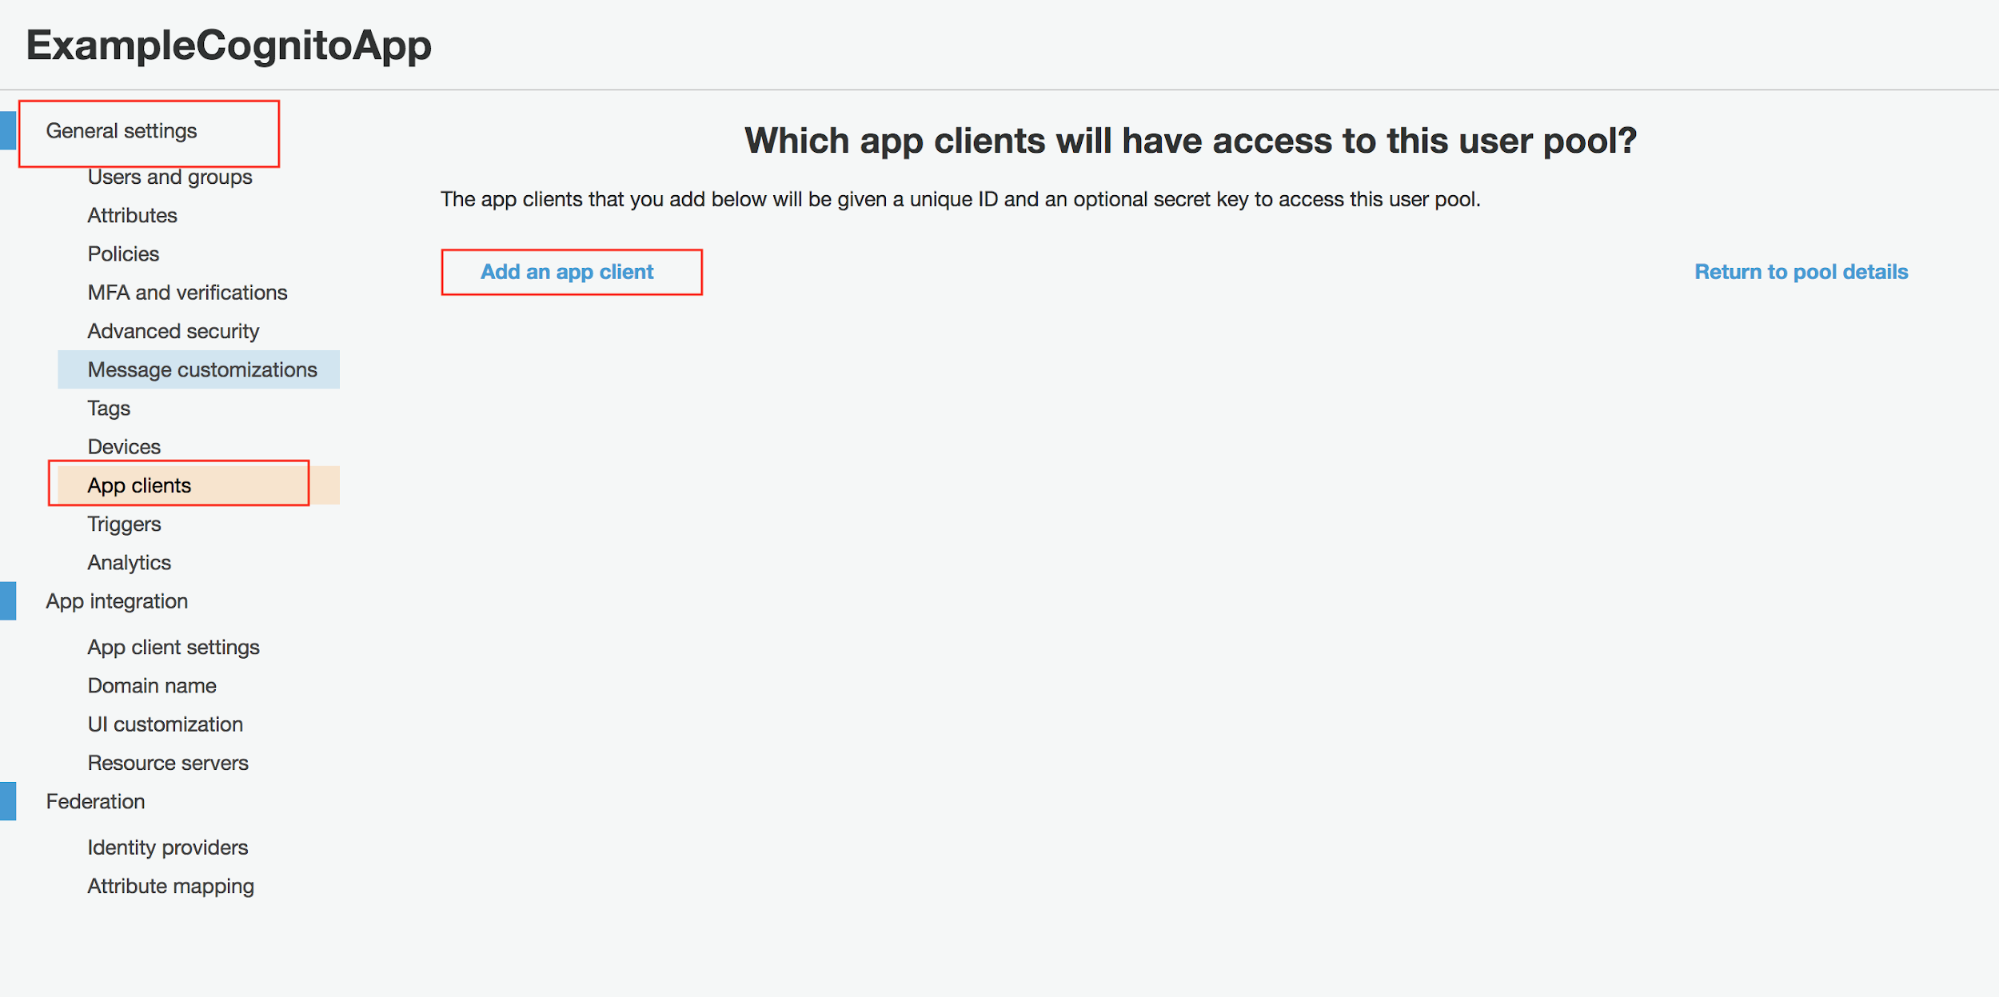 ExampleCognitoApp
General settings
Users and groups
Attributes
Policies
MFA and verifications
Advanced security
Message customizations
Tags
Devices
App clients
Triggers
Analytics
App integration
App client settings
Domain name
UI customization
Resource servers
Federation
Identity providers
Attribute mapping
Which app clients will have access to this user pool?
The app clients that you add below will be given a unique ID and an optional secret key to access this user pool.
Add an app client
Return to pool details